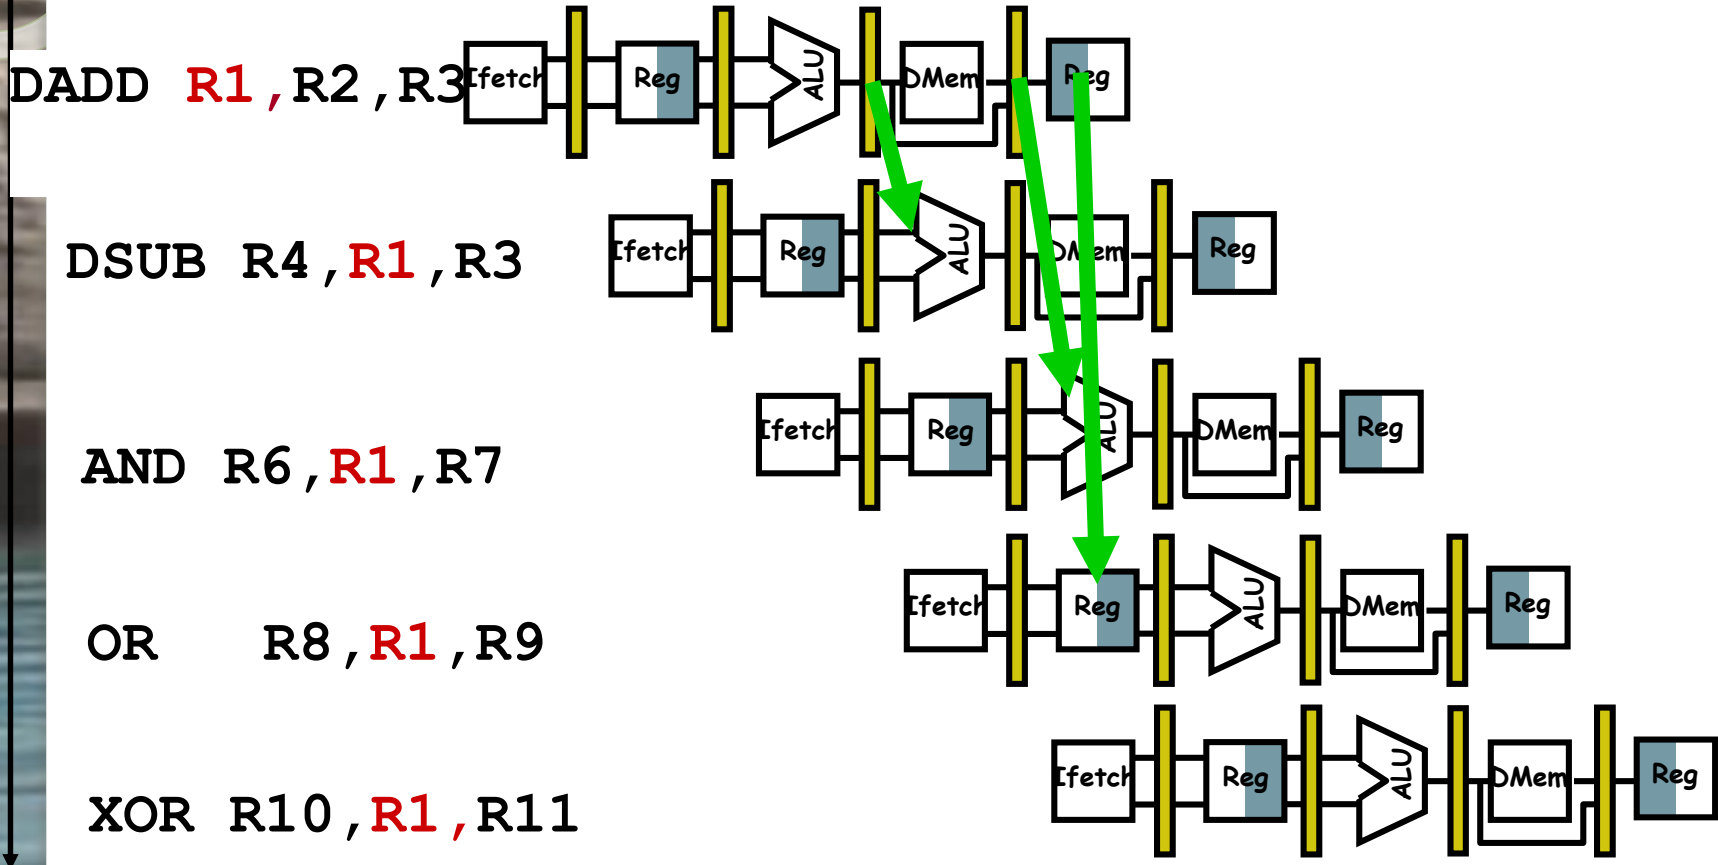 DADD R1,R2,R3 Ifetch Reg ALU DMem Reg
DSUB R4,R1,R3 Ifetch Reg ALU DMem Reg
AND R6,R1,R7 Ifetch Reg ALU DMem Reg
OR R8,R1,R9 Ifetch Reg ALU DMem Reg
XOR R10,R1,R11 Ifetch Reg ALU DMem Reg